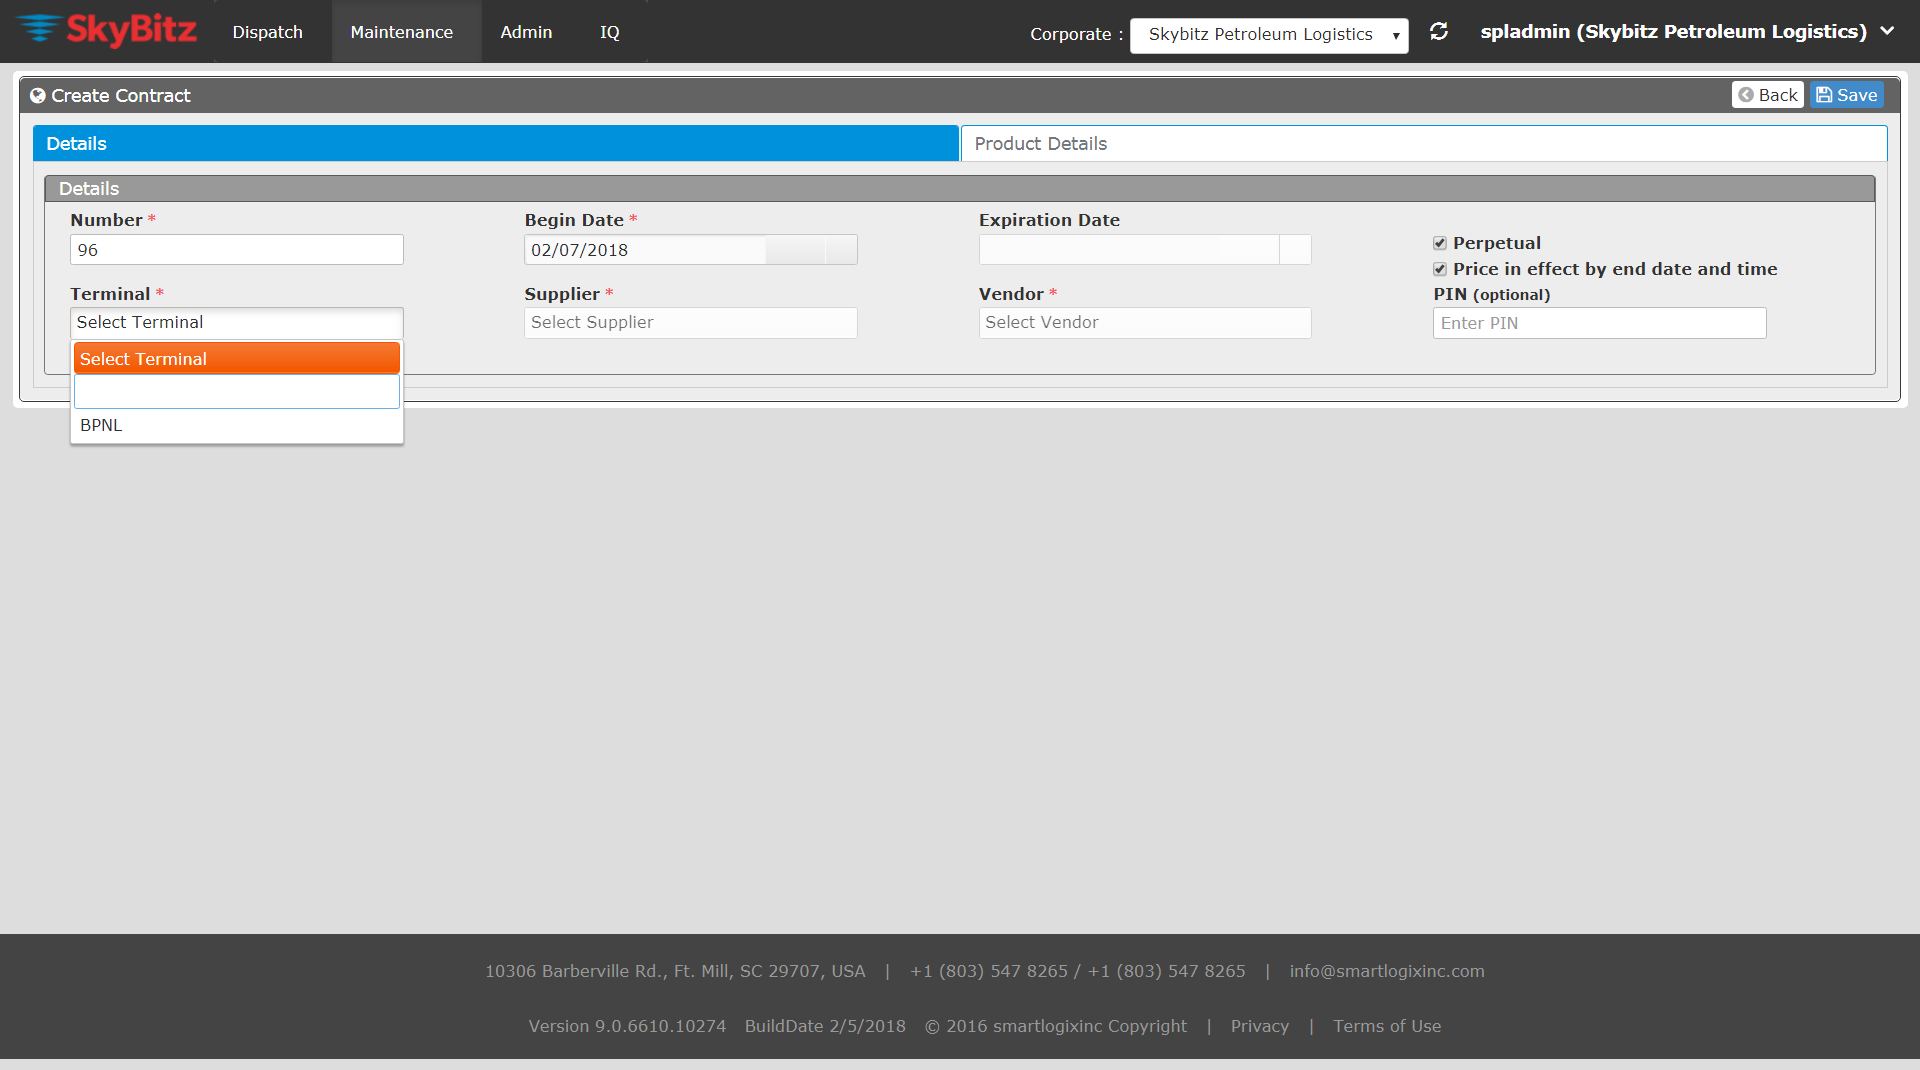 SkyBitz Dispatch Maintenance Admin IQ Corporate : Skybitz Petroleum Logistics spladmin (Skybitz Petroleum Logistics)
Create Contract Back Save
Details Product Details
Details
Number * Begin Date * Expiration Date
96 02/07/2018 Perpetual
Price in effect by end date and time
Terminal * Supplier * Vendor * PIN (optional)
Select Terminal Select Supplier Select Vendor Enter PIN
Select Terminal
BPNL
10306 Barberville Rd., Ft. Mill, SC 29707, USA | +1 (803) 547 8265 / +1 (803) 547 8265 | info@smartlogixinc.com
Version 9.0.6610.10274 BuildDate 2/5/2018 © 2016 smartlogixinc Copyright | Privacy | Terms of Use